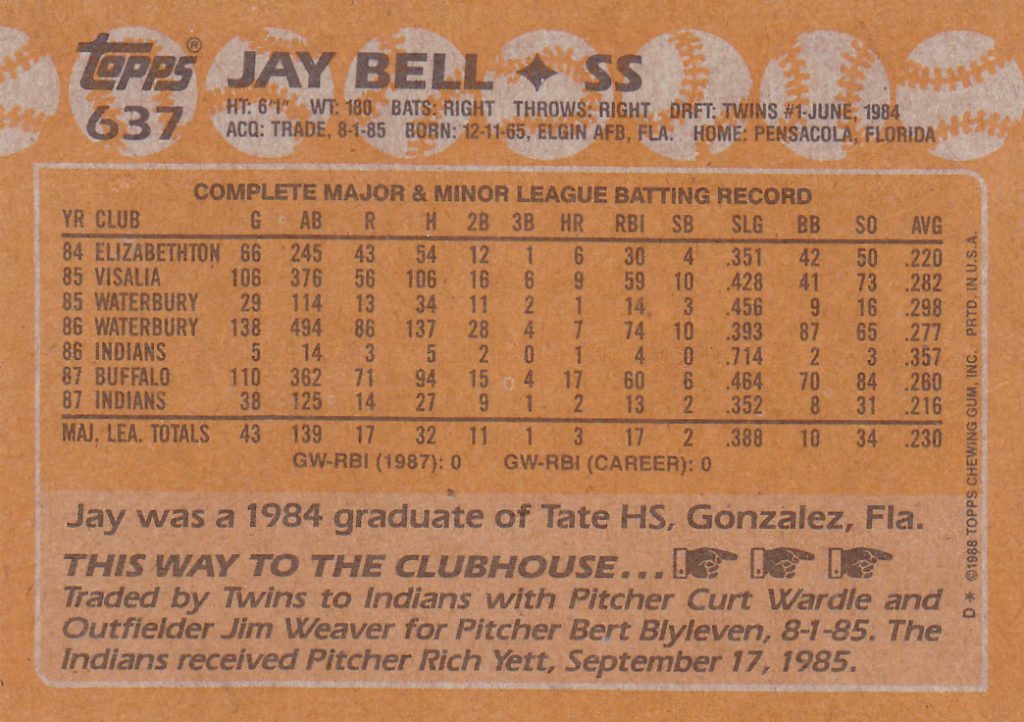 topps® JAY BELL ✦ SS
637 HT: 6'1" WT: 180 BATS: RIGHT THROWS: RIGHT DRFT: TWINS #1-JUNE, 1984
ACQ: TRADE, 8-1-85 BORN: 12-11-65, ELGIN AFB, FLA. HOME: PENSACOLA, FLORIDA
COMPLETE MAJOR & MINOR LEAGUE BATTING RECORD
YR CLUB G AB R H 2B 3B HR RBI SB SLG BB SO AVG
84 ELIZABETHTON 66 245 43 54 12 1 6 30 4 .351 42 50 .220
85 VISALIA 106 376 56 106 16 6 9 59 10 .428 41 73 .282
85 WATERBURY 29 114 13 34 11 2 1 14 3 .456 9 16 .298
86 WATERBURY 138 494 86 137 28 4 7 74 10 .393 87 65 .277
86 INDIANS 5 14 3 5 2 0 1 4 0 .714 2 3 .357
87 BUFFALO 110 362 71 94 15 4 17 60 6 .464 70 84 .260
87 INDIANS 38 125 14 27 9 1 2 13 2 .352 8 31 .216
MAJ. LEA. TOTALS 43 139 17 32 11 1 3 17 2 .388 10 34 .230
GW-RBI (1987): 0 GW-RBI (CAREER): 0
Jay was a 1984 graduate of Tate HS, Gonzalez, Fla.
THIS WAY TO THE CLUBHOUSE...
Traded by Twins to Indians with Pitcher Curt Wardle and
Outfielder Jim Weaver for Pitcher Bert Blyleven, 8-1-85. The
Indians received Pitcher Rich Yett, September 17, 1985.
D* ©1988 TOPPS CHEWING GUM, INC. PRTD. IN U.S.A.